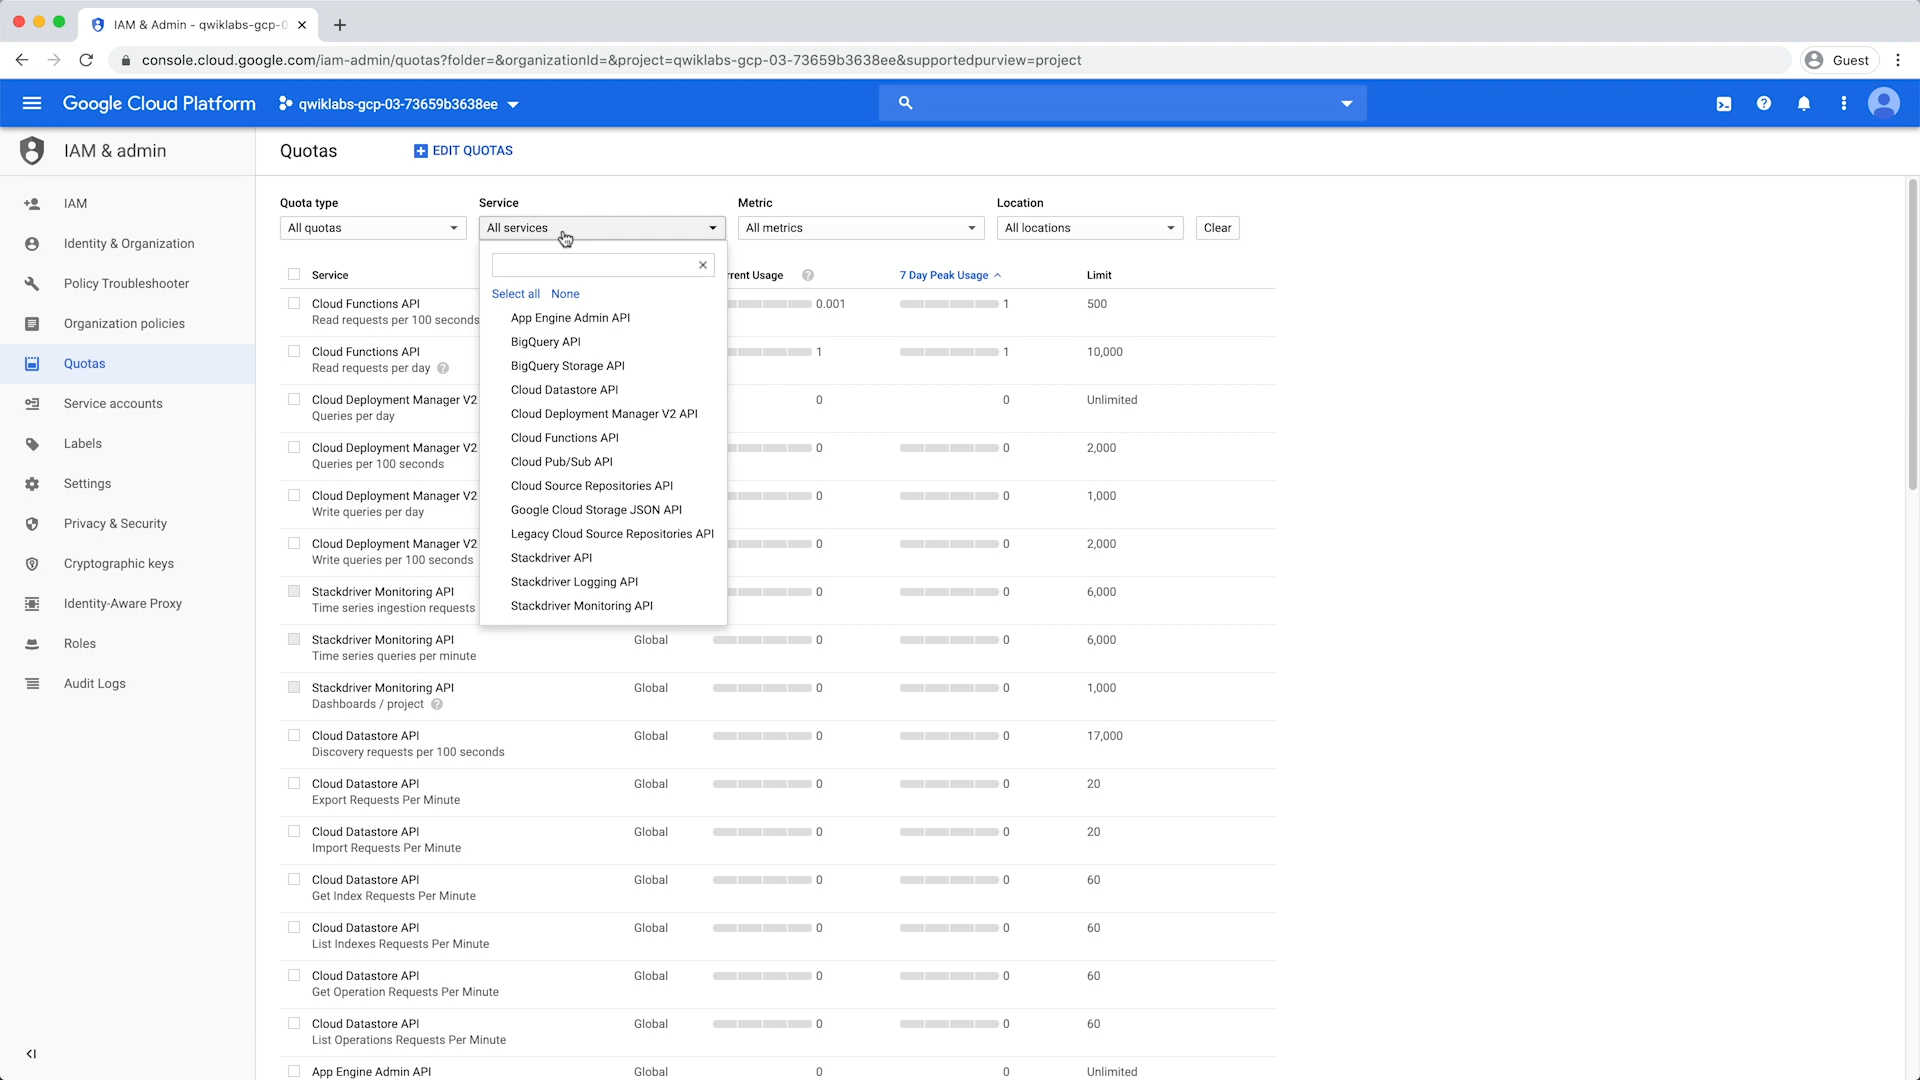 IAM & Admin - qwiklabs-gcp-0
console.cloud.google.com/iam-admin/quotas?folder=&organizationId=&project=qwiklabs-gcp-03-73659b3638ee&supportedpurview=project
Guest
Google Cloud Platform
qwiklabs-gcp-03-73659b3638ee
IAM & admin
Quotas
EDIT QUOTAS
IAM
Identity & Organization
Policy Troubleshooter
Organization policies
Quotas
Service accounts
Labels
Settings
Privacy & Security
Cryptographic keys
Identity-Aware Proxy
Roles
Audit Logs
Quota type
Service
Metric
Location
All quotas
All services
All metrics
All locations
Clear
Select all None
App Engine Admin API
BigQuery API
BigQuery Storage API
Cloud Datastore API
Cloud Deployment Manager V2 API
Cloud Functions API
Cloud Pub/Sub API
Cloud Source Repositories API
Google Cloud Storage JSON API
Legacy Cloud Source Repositories API
Stackdriver API
Stackdriver Logging API
Stackdriver Monitoring API
Service rrent Usage 7 Day Peak Usage Limit
Cloud Functions API 0.001 1 500
Read requests per 100 seconds
Cloud Functions API 1 1 10,000
Read requests per day
Cloud Deployment Manager V2 0 0 Unlimited
Queries per day
Cloud Deployment Manager V2 0 0 2,000
Queries per 100 seconds
Cloud Deployment Manager V2 0 0 1,000
Write queries per day
Cloud Deployment Manager V2 0 0 2,000
Write queries per 100 seconds
Stackdriver Monitoring API 0 0 6,000
Time series ingestion requests
Stackdriver Monitoring API Global 0 0 6,000
Time series queries per minute
Stackdriver Monitoring API Global 0 0 1,000
Dashboards / project
Cloud Datastore API Global 0 0 17,000
Discovery requests per 100 seconds
Cloud Datastore API Global 0 0 20
Export Requests Per Minute
Cloud Datastore API Global 0 0 20
Import Requests Per Minute
Cloud Datastore API Global 0 0 60
Get Index Requests Per Minute
Cloud Datastore API Global 0 0 60
List Indexes Requests Per Minute
Cloud Datastore API Global 0 0 60
Get Operation Requests Per Minute
Cloud Datastore API Global 0 0 60
List Operations Requests Per Minute
App Engine Admin API Global 0 0 Unlimited